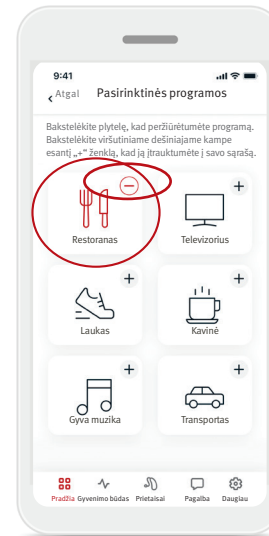 9:41
Atgal Pasirinktinės programos
Bakstelėkite plytelę, kad peržiūrėtumėte programą.
Bakstelėkite viršutiniame dešiniajame kampe
esantį „+“ ženklą, kad ją įtrauktumėte į savo sąrašą.
Restoranas Televizorius
Laukas Kavinė
Gyva muzika Transportas
Pradžia Gyvenimo būdas Prietaisai Pagalba Daugiau